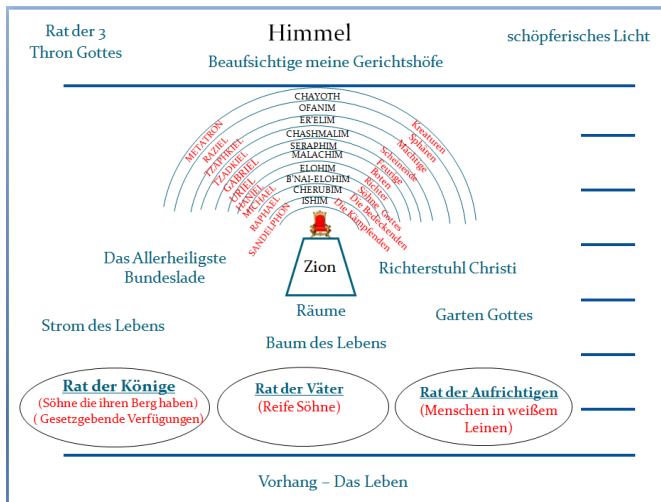 Rat der 3
Thron Gottes
Himmel
Beaufsichtige meine Gerichtshöfe
schöpferisches Licht
CHAYOTH
OFANIM
ER'ELIM
CHASHMALIM
SERAPHIM
MALACHIM
ELOHIM
B'NAI-ELOHIM
CHERUBIM
ISHIM
METATRON
RAZIEL
TZAPHKIEL
TZADKIEL
GABRIEL
URIEL
HANIEL
MICHAEL
RAPHAEL
SANDELPHON
Kreaturen
Sphären
Mächtige
Scheinende
Feurige
Boten
Richter
Söhne Gottes
Die Bedeckenden
Die Kämpfenden
Das Allerheiligste
Bundeslade
Zion
Richterstuhl Christi
Räume
Strom des Lebens
Garten Gottes
Baum des Lebens
Rat der Könige
(Söhne die ihren Berg haben)
( Gesetzgebende Verfügungen)
Rat der Väter
(Reife Söhne)
Rat der Aufrichtigen
(Menschen in weißem
Leinen)
Vorhang – Das Leben